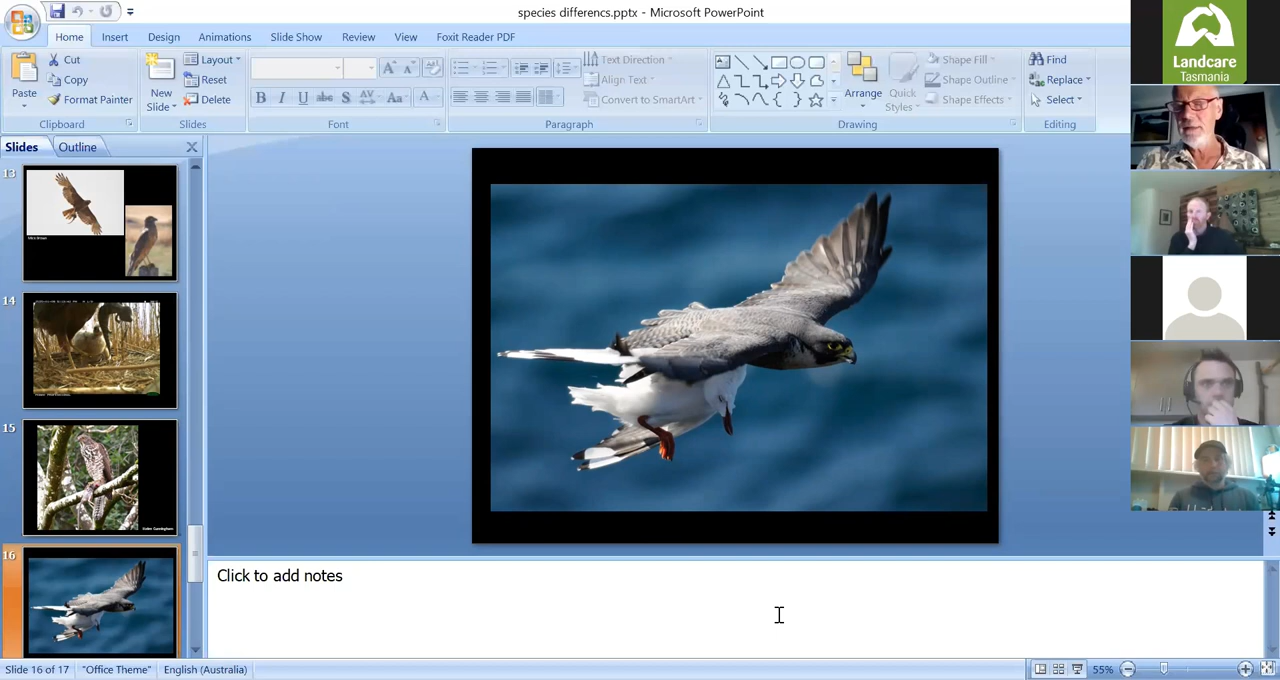 species differencs.pptx - Microsoft PowerPoint
Home Insert Design Animations Slide Show Review View Foxit Reader PDF
Paste
Cut
Copy
Format Painter
Clipboard
New
Slide
Layout
Reset
Delete
Slides
B I U abc S AV Aa A
Font
Text Direction
Align Text
Convert to SmartArt
Paragraph
Arrange
Quick
Styles
Shape Fill
Shape Outline
Shape Effects
Drawing
Find
Replace
Select
Editing
Landcare
Tasmania
Slides Outline
13
14
15
16
Click to add notes
Slide 16 of 17 "Office Theme" English (Australia) 55%